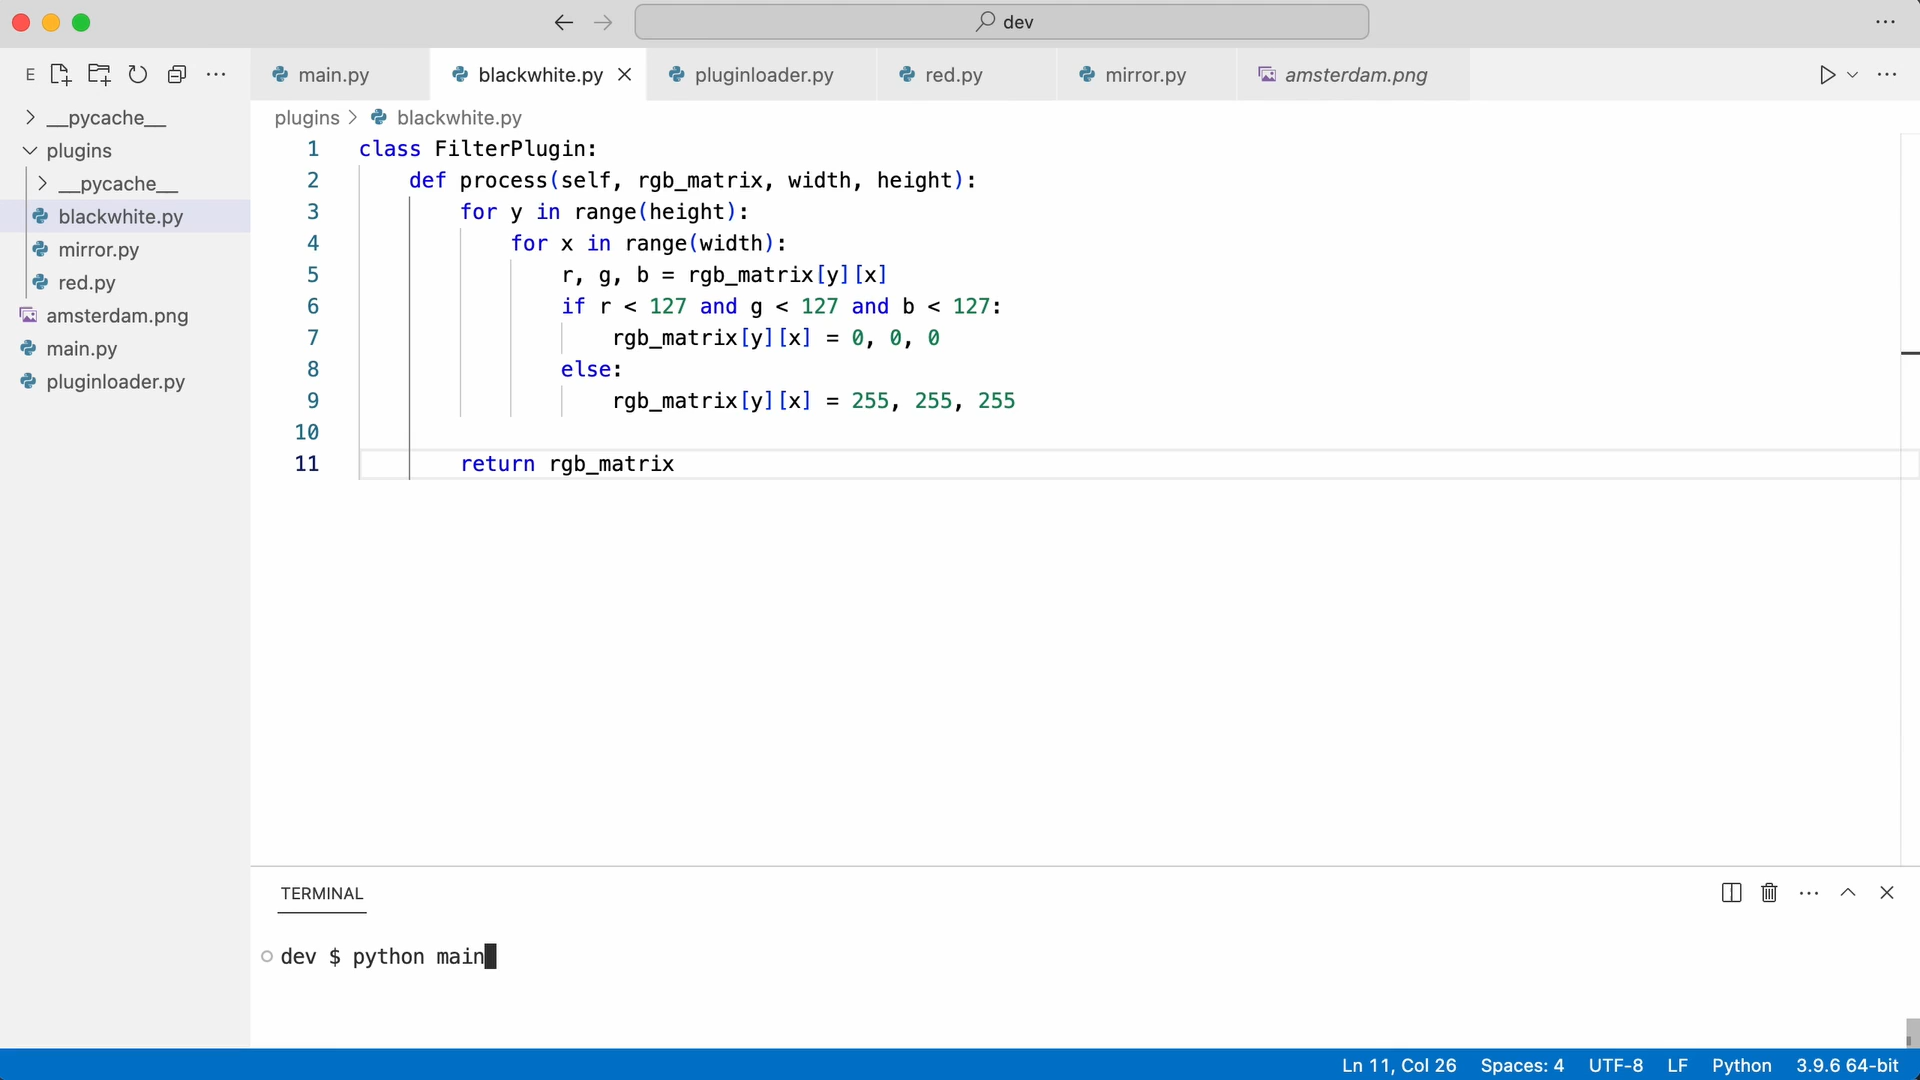 dev
E
main.py
blackwhite.py
pluginloader.py
red.py
mirror.py
amsterdam.png
__pycache__
plugins
__pycache__
blackwhite.py
mirror.py
red.py
amsterdam.png
main.py
pluginloader.py
plugins > blackwhite.py
1 class FilterPlugin:
2     def process(self, rgb_matrix, width, height):
3         for y in range(height):
4             for x in range(width):
5                 r, g, b = rgb_matrix[y][x]
6                 if r < 127 and g < 127 and b < 127:
7                     rgb_matrix[y][x] = 0, 0, 0
8                 else:
9                     rgb_matrix[y][x] = 255, 255, 255
10
11         return rgb_matrix
TERMINAL
dev $ python main
Ln 11, Col 26 Spaces: 4 UTF-8 LF Python 3.9.6 64-bit